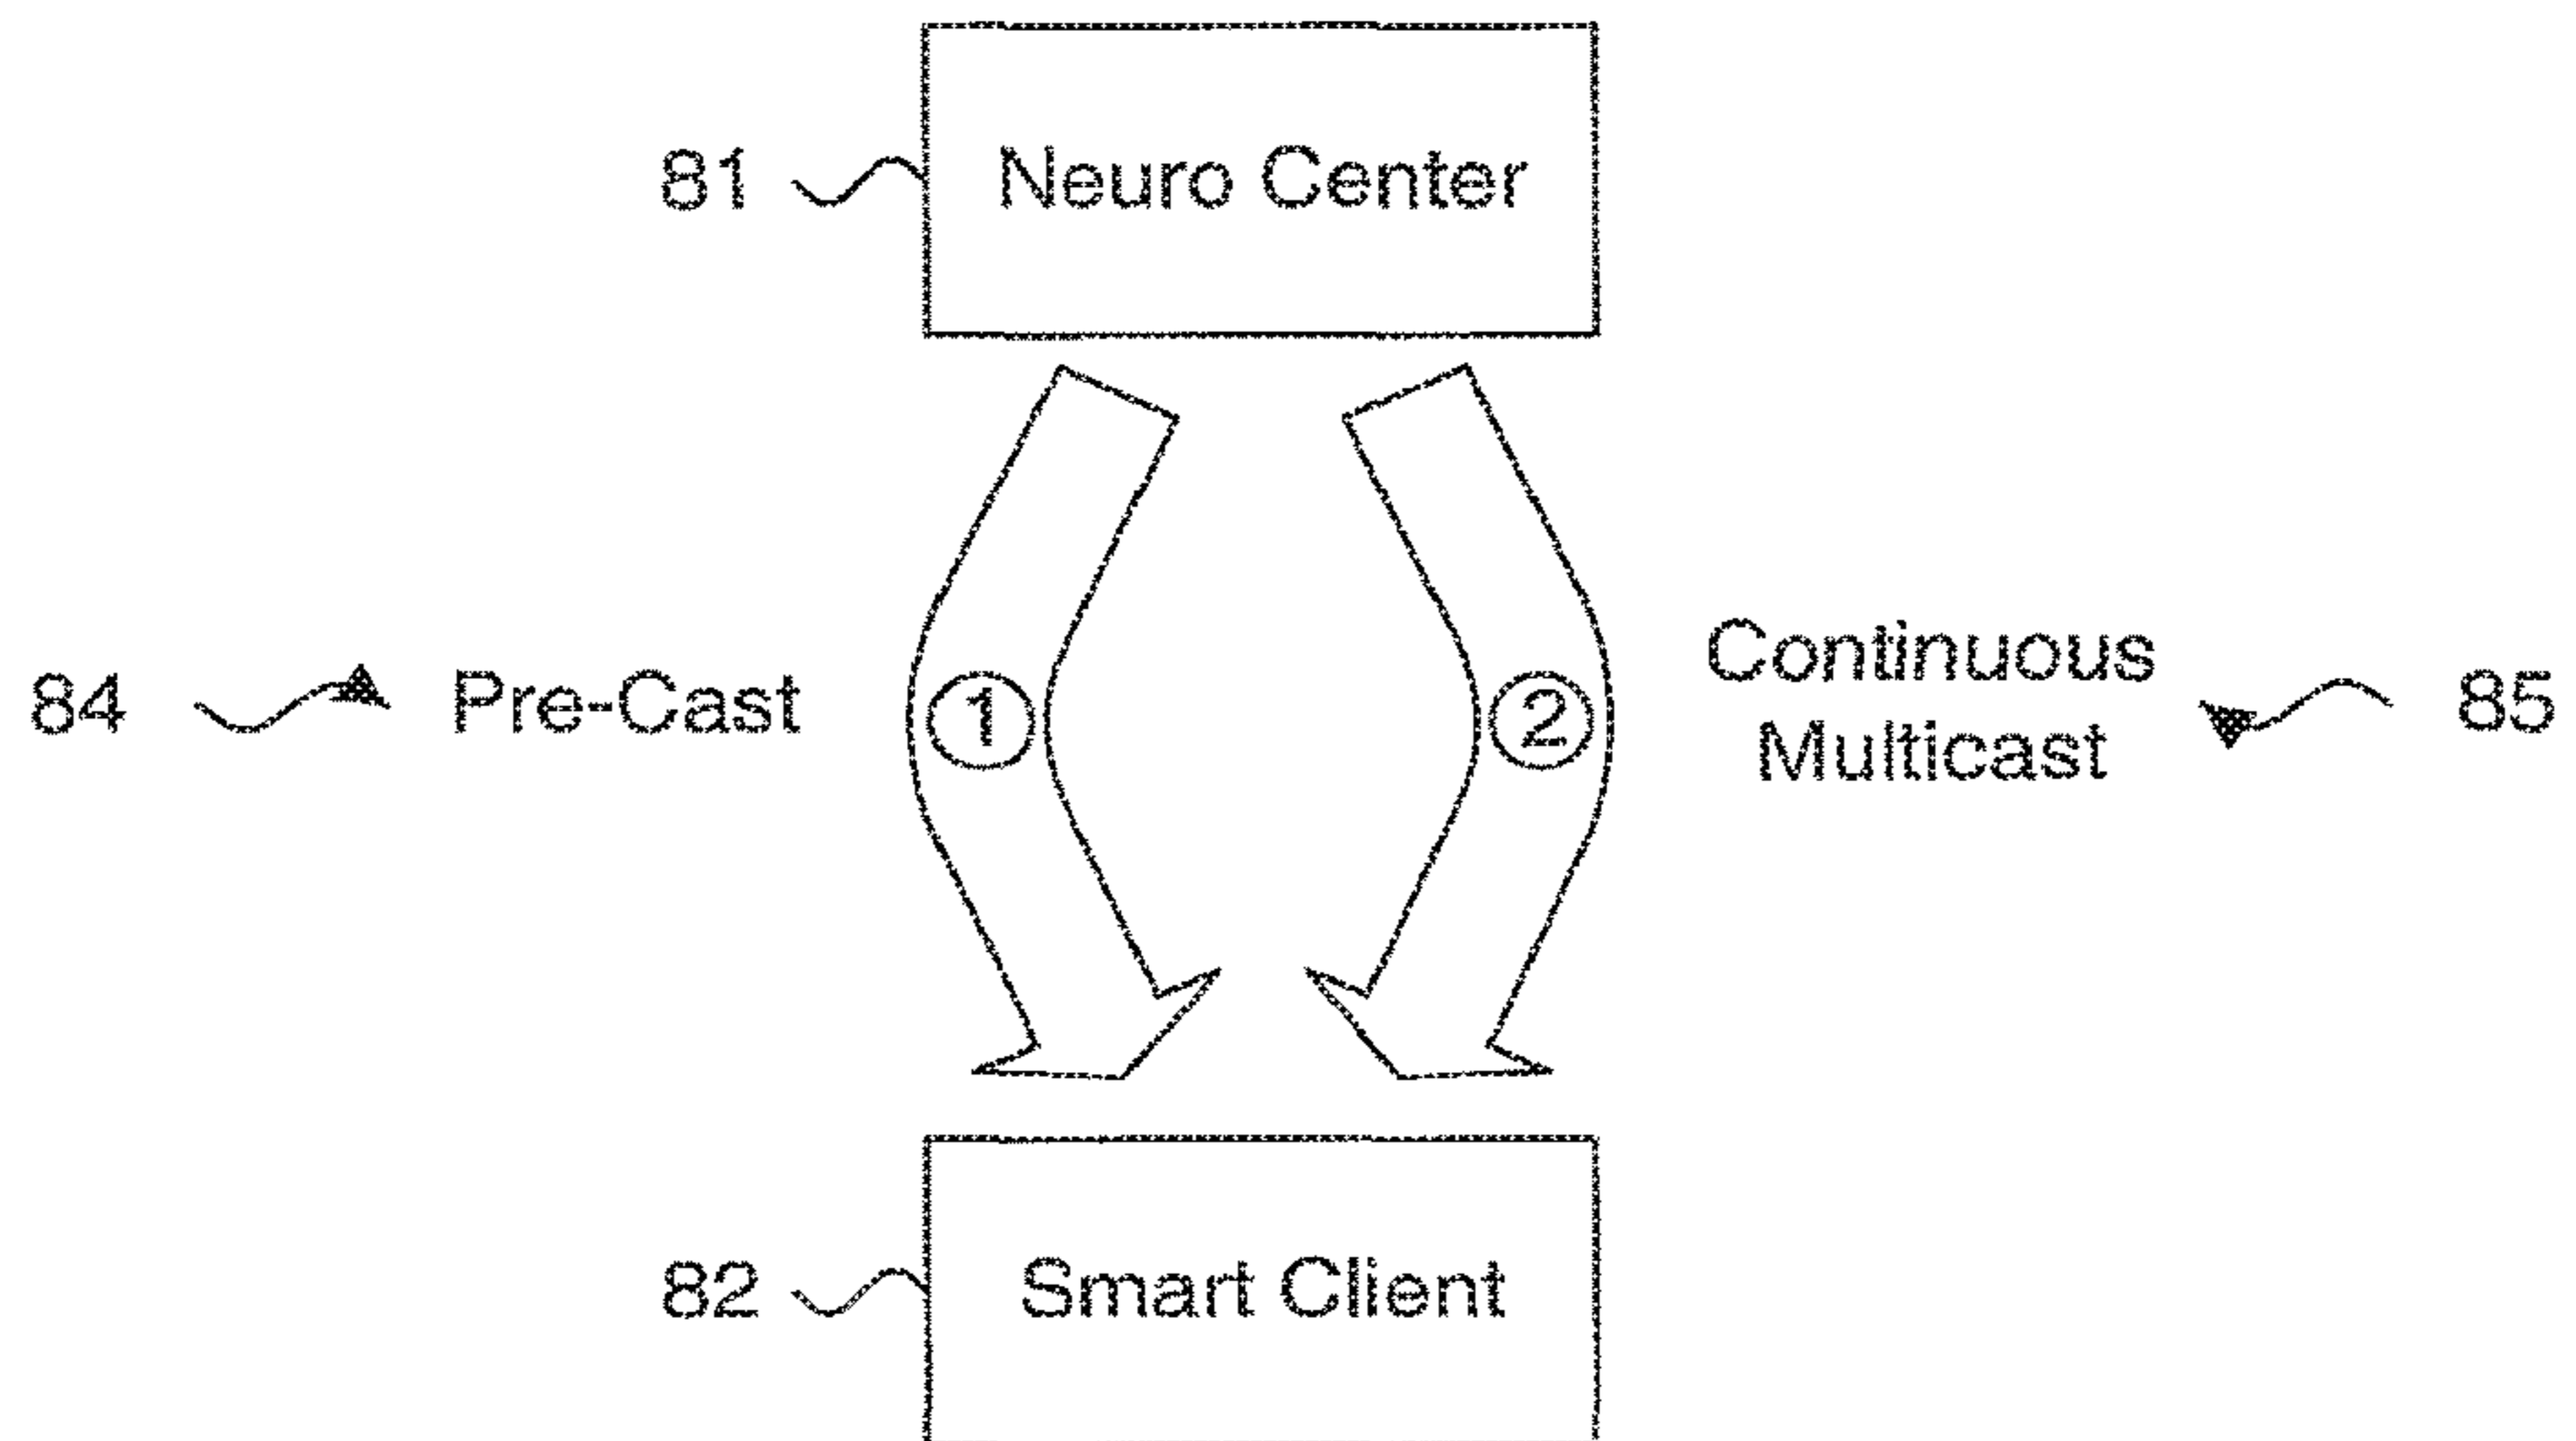 81
Neuro Center
84
Pre-Cast
1
2
Continuous
Multicast
85
82
Smart Client